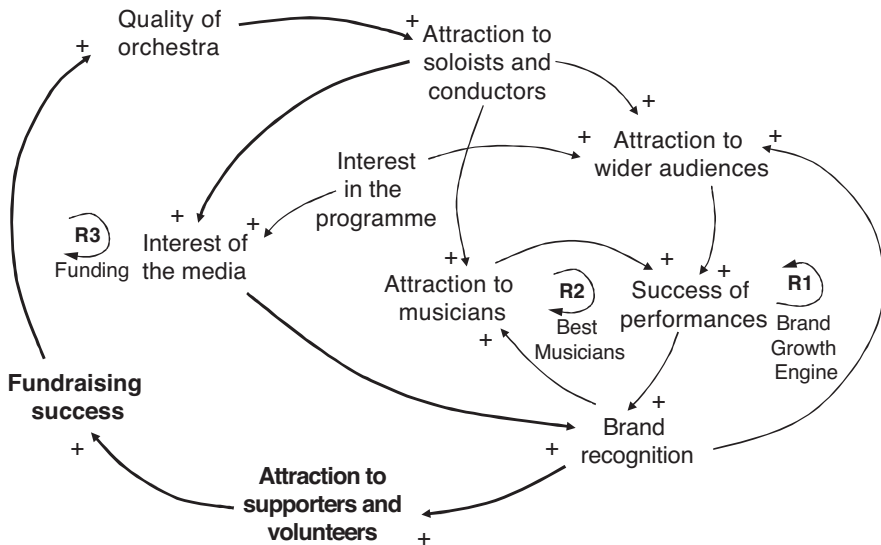 Quality of
orchestra
+
+
Attraction to
soloists and
conductors
+
+
Attraction to
wider audiences
+
Interest
in the
programme
+
+
Interest of
the media
R3
Funding
+
Attraction to
musicians
+
R2
Best
Musicians
+
+
Success of
performances
R1
Brand
Growth
Engine
Fundraising
success
+
+
Brand
recognition
+
Attraction to
supporters and
volunteers
+